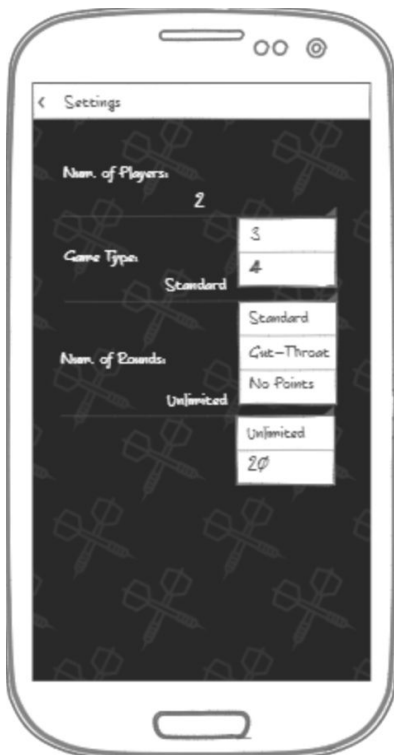 < Settings
Num. of Players:
2
3
4
Game Type:
Standard
Standard
Cut-Throat
No Points
Num. of Rounds:
Unlimited
Unlimited
20